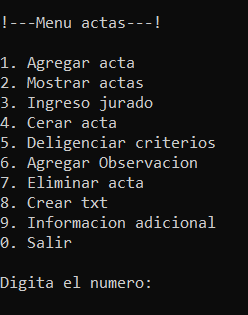 !---Menu actas---!
1. Agregar acta
2. Mostrar actas
3. Ingreso jurado
4. Cerar acta
5. Deligenciar criterios
6. Agregar Observacion
7. Eliminar acta
8. Crear txt
9. Informacion adicional
0. Salir
Digita el numero: